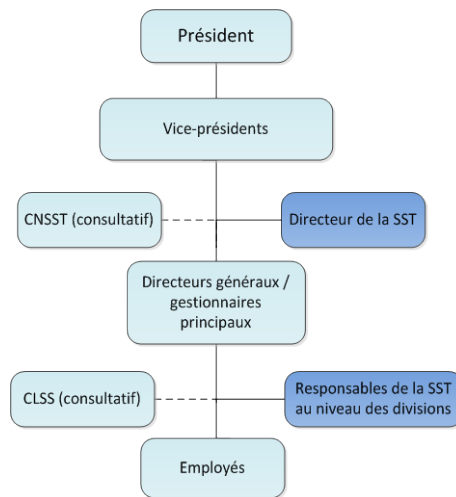 Président
Vice-présidents
CNSST (consultatif)
Directeur de la SST
Directeurs généraux /
gestionnaires
principaux
CLSS (consultatif)
Responsables de la SST
au niveau des divisions
Employés